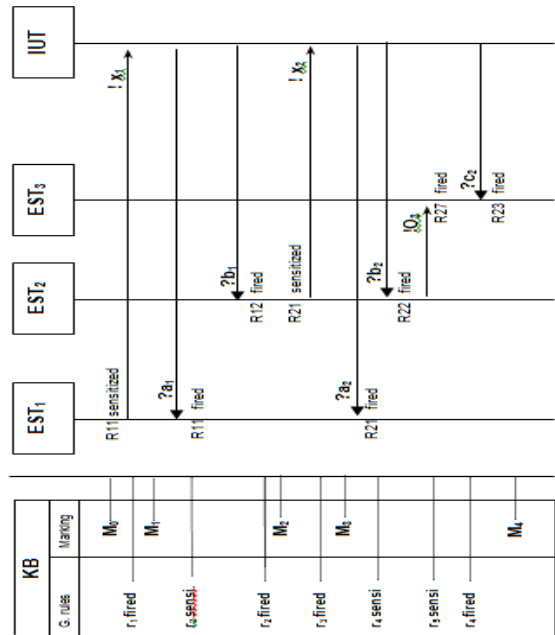 KB
G. rules
Marking
EST₁
EST₂
EST₃
IUT
M₀
R11 sensitized
! x₁
r₁ fired
M₁
?a₁
R11 fired
sensi
?b₁
R12 fired
r₂ fired
M₂
R21 sensitized
! x₂
r₃ fired
M₃
?a₂
R21 fired
r₄ sensi
?b₂
R22 fired
R27 fired
r₅ sensi
?c₂
R23 fired
r₄ fired
M₄